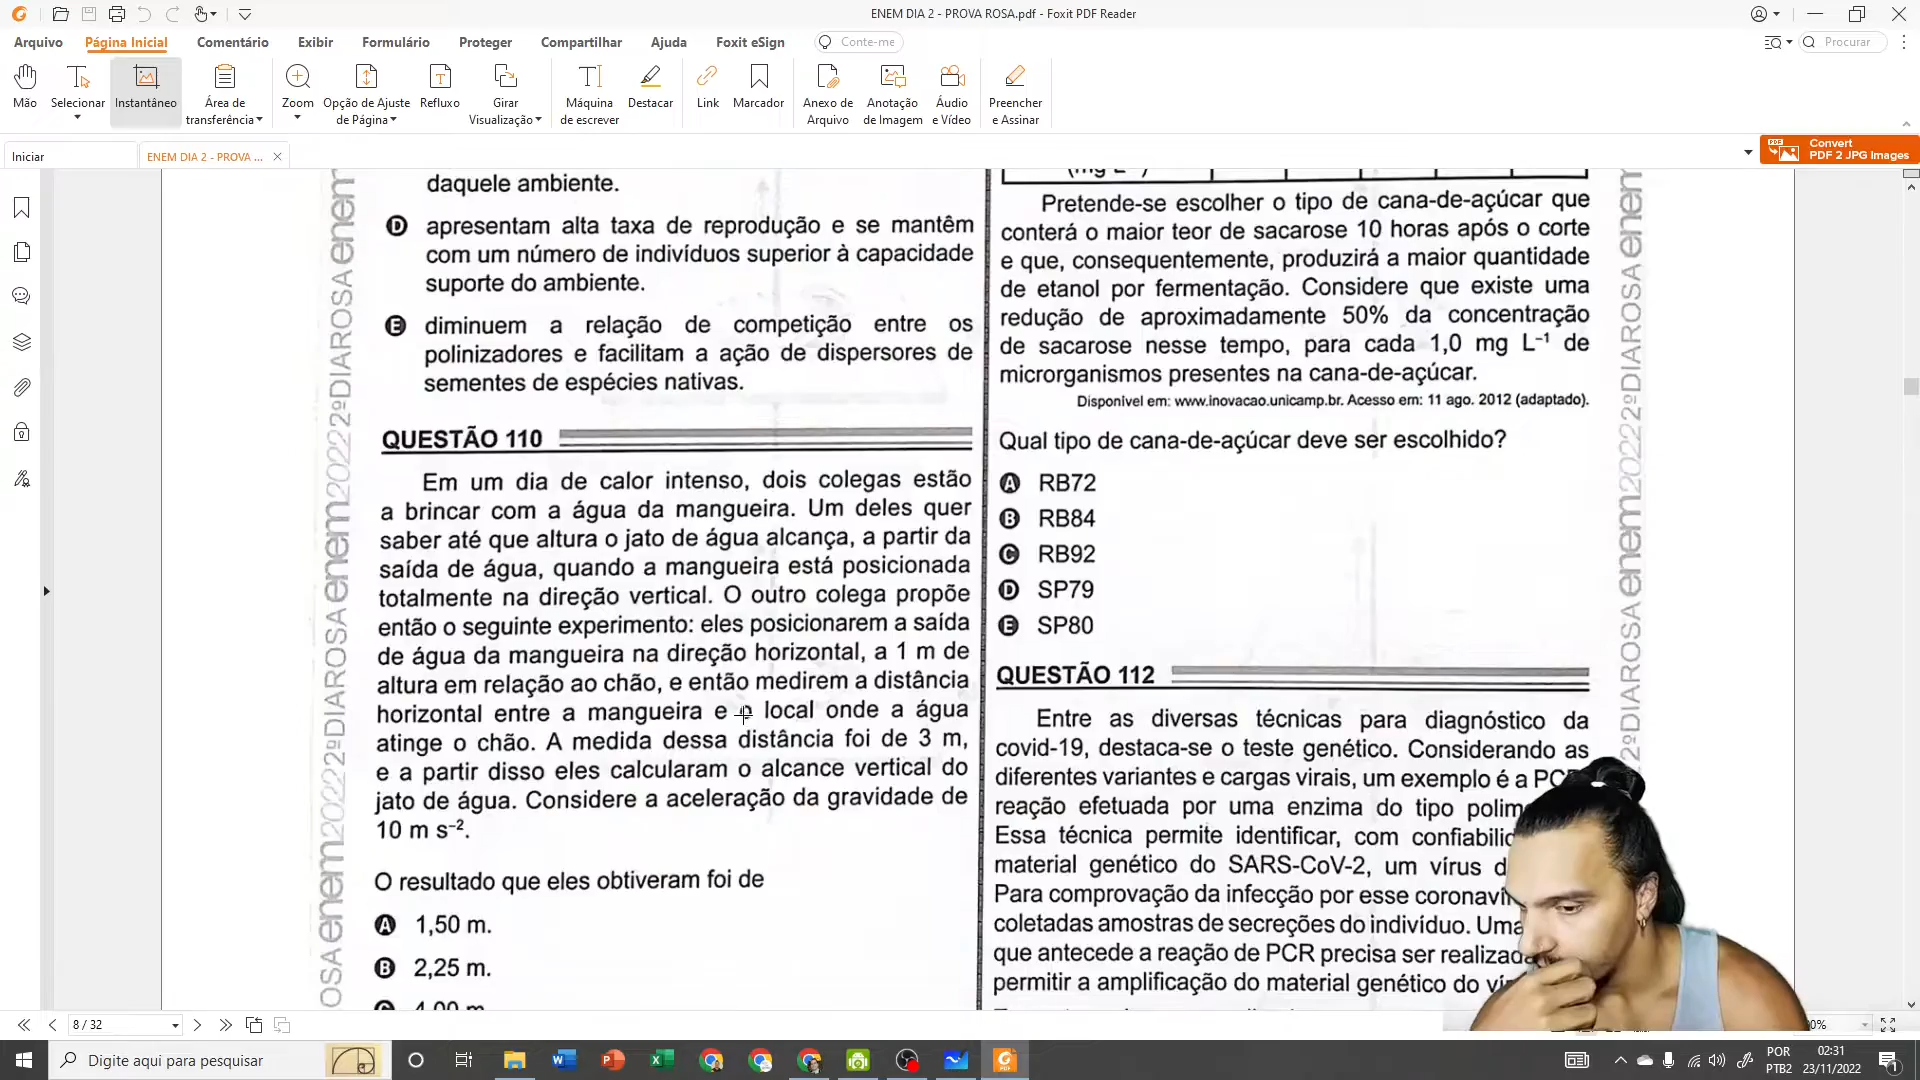 ENEM DIA 2 - PROVA ROSA.pdf - Foxit PDF Reader
Arquivo Página Inicial Comentário Exibir Formulário Proteger Compartilhar Ajuda Foxit eSign Conte-me Procurar
Mão
Selecionar
Instantâneo
Área de
transferência
Zoom
Opção de Ajuste
de Página
Refluxo
Girar
Visualização
Máquina
de escrever
Destacar
Link
Marcador
Anexo de
Arquivo
Anotação
de Imagem
Áudio
e Vídeo
Preencher
e Assinar
Iniciar
ENEM DIA 2 - PROVA ...
Convert
PDF 2 JPG Images
daquele ambiente.
D apresentam alta taxa de reprodução e se mantêm
com um número de indivíduos superior à capacidade
suporte do ambiente.
E diminuem a relação de competição entre os
polinizadores e facilitam a ação de dispersores de
sementes de espécies nativas.
QUESTÃO 110
Em um dia de calor intenso, dois colegas estão
a brincar com a água da mangueira. Um deles quer
saber até que altura o jato de água alcança, a partir da
saída de água, quando a mangueira está posicionada
totalmente na direção vertical. O outro colega propõe
então o seguinte experimento: eles posicionarem a saída
de água da mangueira na direção horizontal, a 1 m de
altura em relação ao chão, e então medirem a distância
horizontal entre a mangueira e o local onde a água
atinge o chão. A medida dessa distância foi de 3 m,
e a partir disso eles calcularam o alcance vertical do
jato de água. Considere a aceleração da gravidade de
10 m s⁻².
O resultado que eles obtiveram foi de
A 1,50 m.
B 2,25 m.
C 4,00 m
(mg L⁻¹)
Pretende-se escolher o tipo de cana-de-açúcar que
conterá o maior teor de sacarose 10 horas após o corte
e que, consequentemente, produzirá a maior quantidade
de etanol por fermentação. Considere que existe uma
redução de aproximadamente 50% da concentração
de sacarose nesse tempo, para cada 1,0 mg L⁻¹ de
microrganismos presentes na cana-de-açúcar.
Disponível em: www.inovacao.unicamp.br. Acesso em: 11 ago. 2012 (adaptado).
Qual tipo de cana-de-açúcar deve ser escolhido?
A RB72
B RB84
C RB92
D SP79
E SP80
QUESTÃO 112
Entre as diversas técnicas para diagnóstico da
covid-19, destaca-se o teste genético. Considerando as
diferentes variantes e cargas virais, um exemplo é a PCR
reação efetuada por uma enzima do tipo
Essa técnica permite identificar, com
material genético do SARS-CoV-2, um vírus
Para comprovação da infecção por esse
coletadas amostras de secreções do indivíduo. Uma
que antecede a reação de PCR precisa ser
permitir a amplificação do material genético do
enem2022 2ºDIAROSA enem2022 2ºDIAROSA enem
2ºDIAROSA enem2022 2ºDIAROSA enem
8 / 32
Digite aqui para pesquisar
POR
PTB2
02:31
23/11/2022